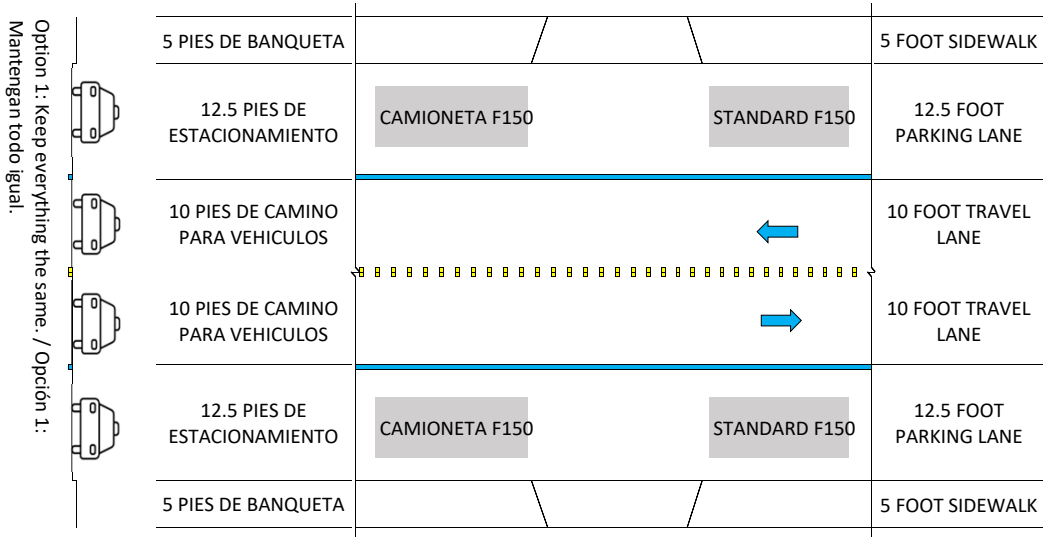 Option 1: Keep everything the same. / Opción 1:
Mantengan todo igual.
5 PIES DE BANQUETA
5 FOOT SIDEWALK
12.5 PIES DE
ESTACIONAMIENTO
CAMIONETA F150
STANDARD F150
12.5 FOOT
PARKING LANE
10 PIES DE CAMINO
PARA VEHICULOS
10 FOOT TRAVEL
LANE
10 PIES DE CAMINO
PARA VEHICULOS
10 FOOT TRAVEL
LANE
12.5 PIES DE
ESTACIONAMIENTO
CAMIONETA F150
STANDARD F150
12.5 FOOT
PARKING LANE
5 PIES DE BANQUETA
5 FOOT SIDEWALK